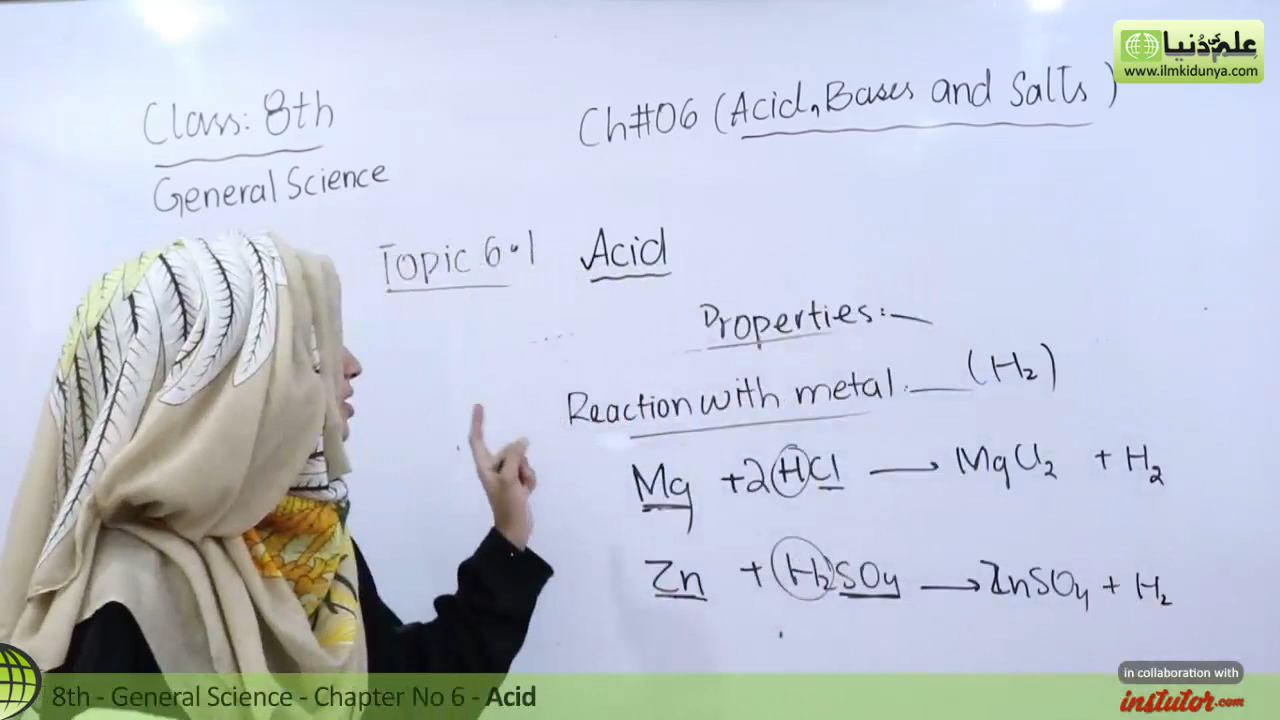 علم کی دُنیا
www.ilmkidunya.com
Class: 8th
Ch#06 (Acid, Bases and Salts)
General Science
Topic 6.1 Acid
Properties:—
Reaction with metal:— (H₂)
Mg + 2HCl → MgCl₂ + H₂
Zn + H₂SO₄ → ZnSO₄ + H₂
in collaboration with
instutor.com
8th - General Science - Chapter No 6 - Acid